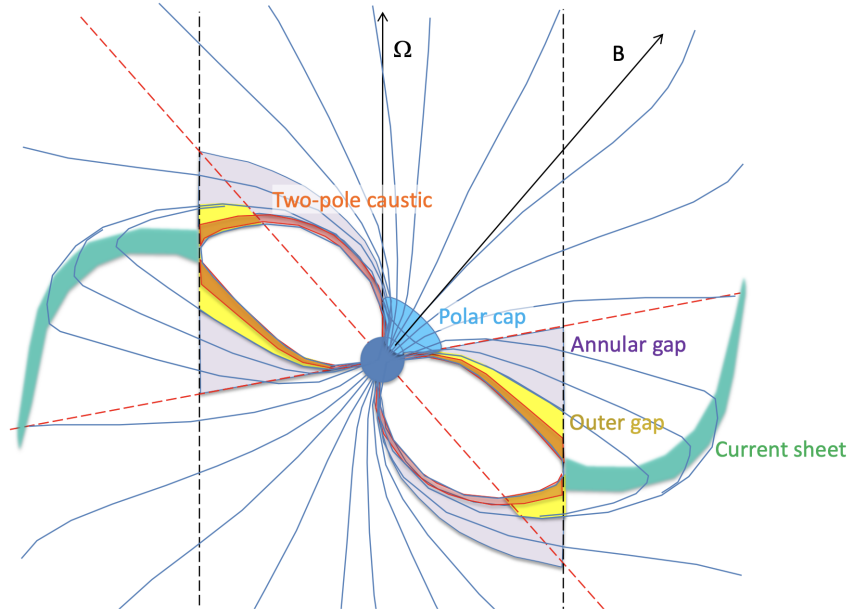 Ω
B
Two-pole caustic
Polar cap
Annular gap
Outer gap
Current sheet